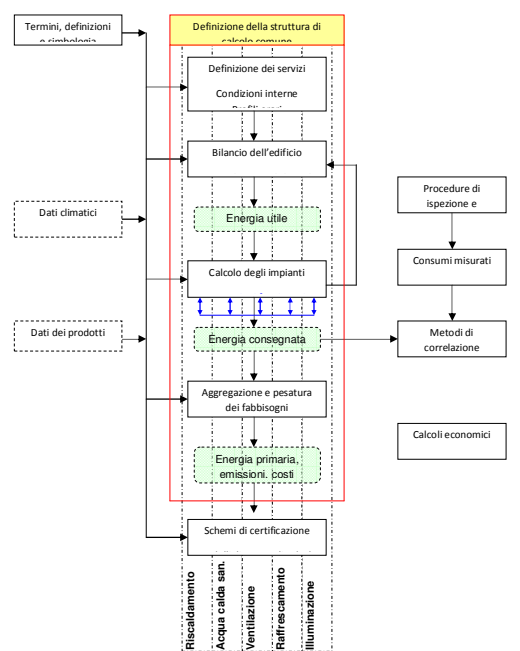 Termini, definizioni
e simbologia
Definizione della struttura di
calcolo comune
Definizione dei servizi
Condizioni interne
Bilancio dell'edificio
Procedure di
ispezione e
Dati climatici
Energia utile
Consumi misurati
Calcolo degli impianti
Dati dei prodotti
Energia consegnata
Metodi di
correlazione
Aggregazione e pesatura
dei fabbisogni
Calcoli economici
Energia primaria,
emissioni. costi
Schemi di certificazione
Riscaldamento
Acqua calda san.
Ventilazione
Raffrescamento
Illuminazione